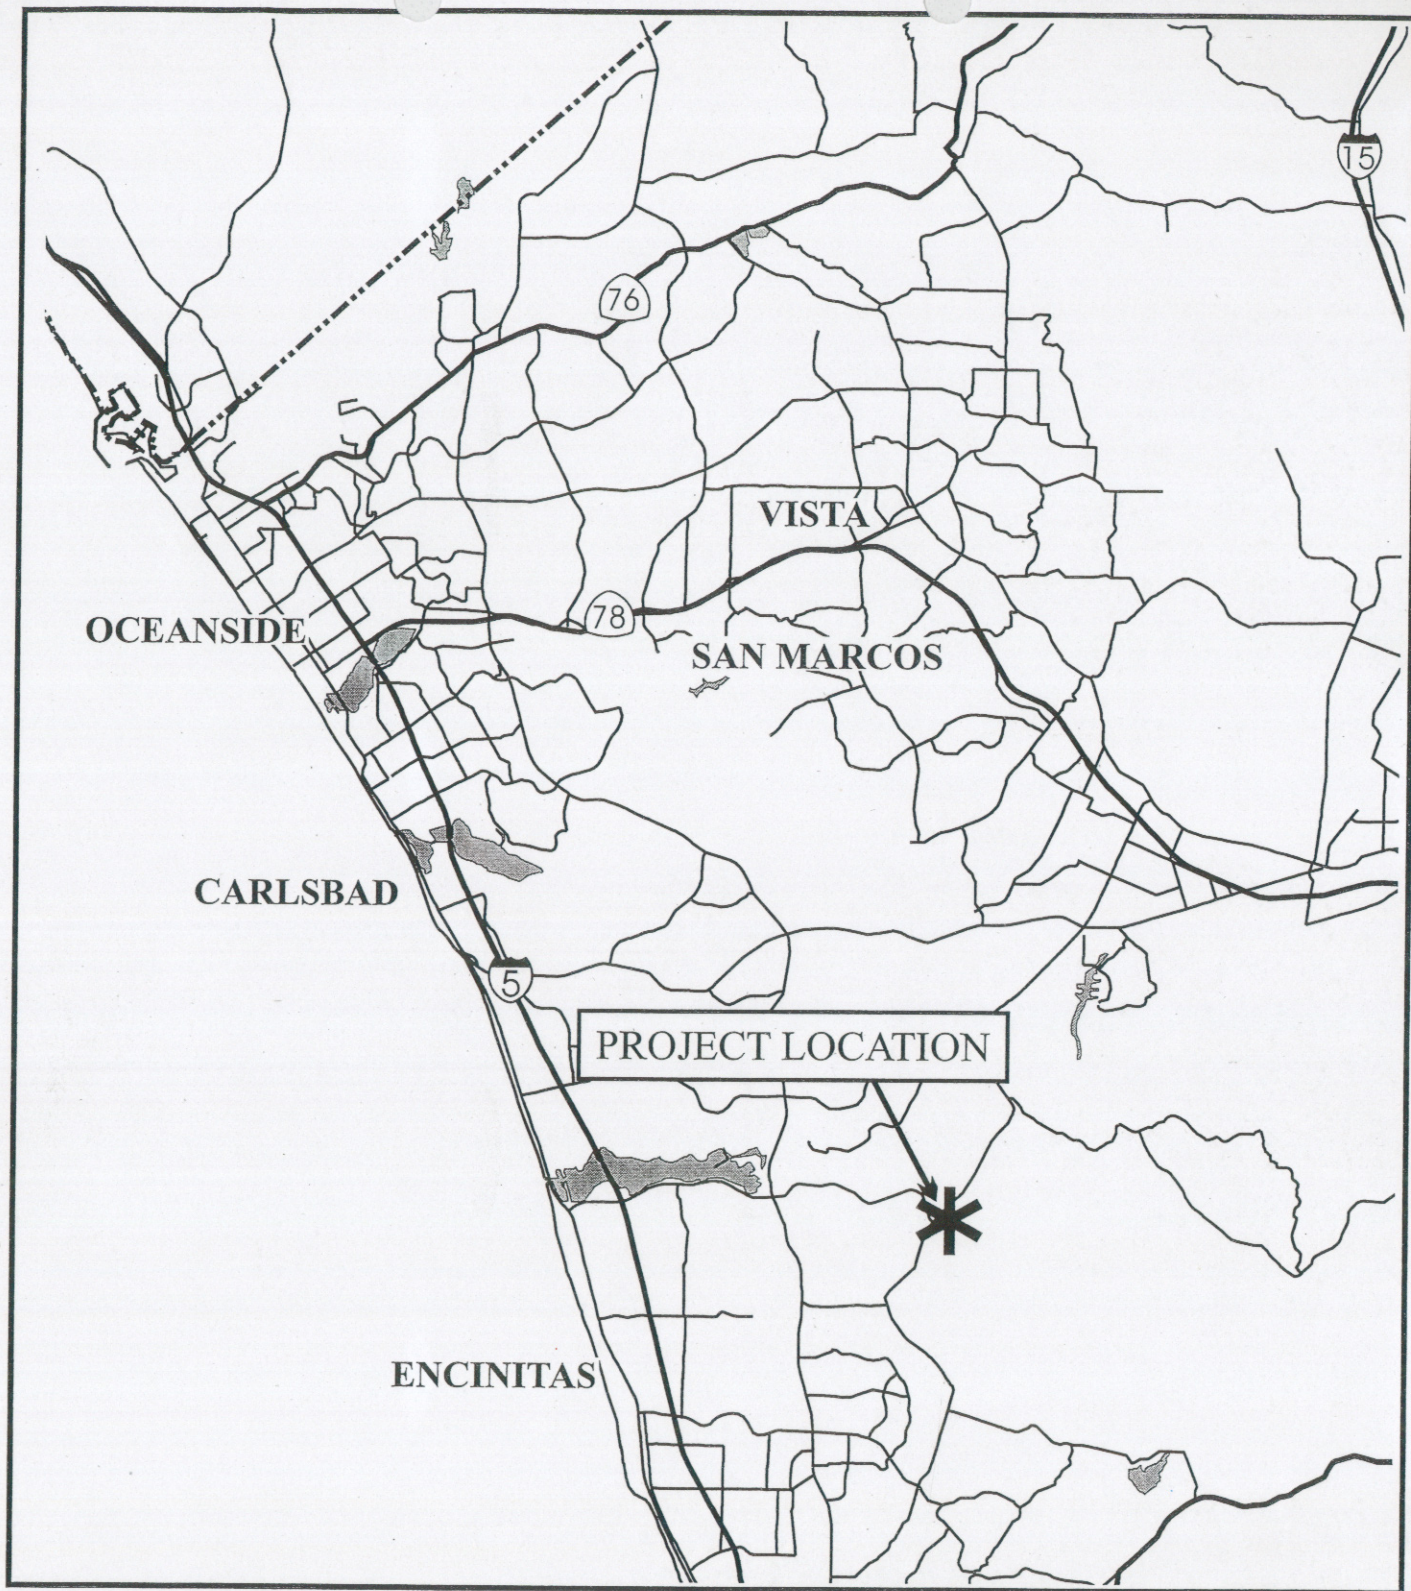 15
76
VISTA
78
OCEANSIDE
SAN MARCOS
CARLSBAD
5
PROJECT LOCATION
ENCINITAS